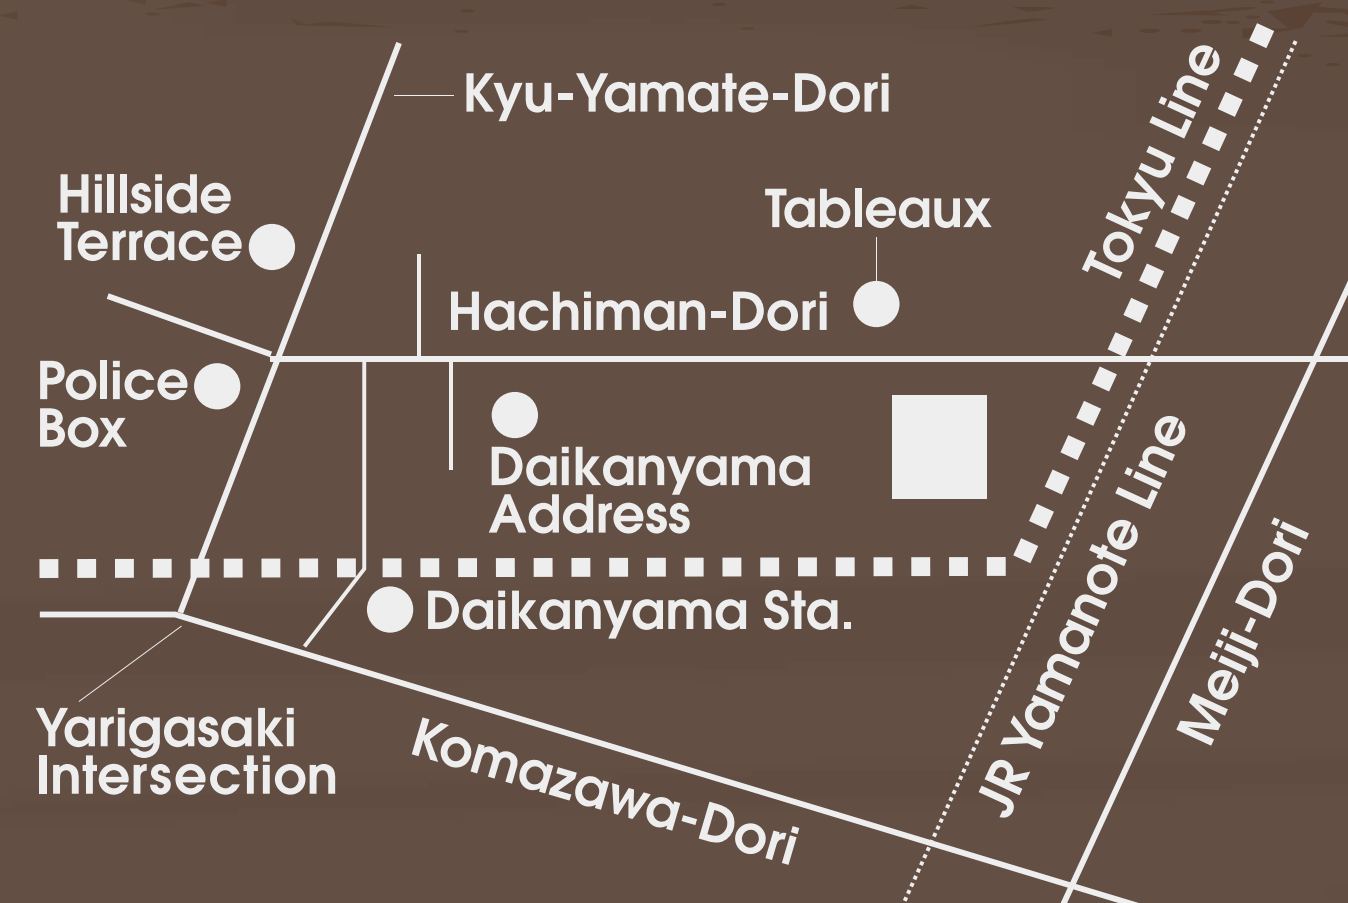 Kyu-Yamate-Dori
Hillside
Terrace
Tableaux
Tokyu Line
Hachiman-Dori
Police
Box
Daikanyama
Address
Daikanyama Sta.
JR Yamanote Line
Meiji-Dori
Yarigasaki
Intersection
Komazawa-Dori